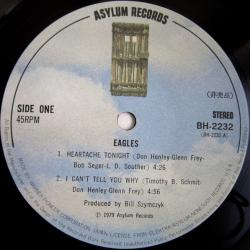 ASYLUM RECORDS
(非売品)
SIDE ONE
45RPM
STEREO
BH-2232
(BH-2232-A)
EAGLES
1. HEARTACHE TONIGHT (Don Henley-Glenn Frey-
Bob Seger-J. D. Souther) 4:26
2. I CAN'T TELL YOU WHY (Timothy B. Schmit-
Don Henley-Glenn Frey) 4:56
Produced by Bill Szymczyk
℗ 1979 Asylum Records